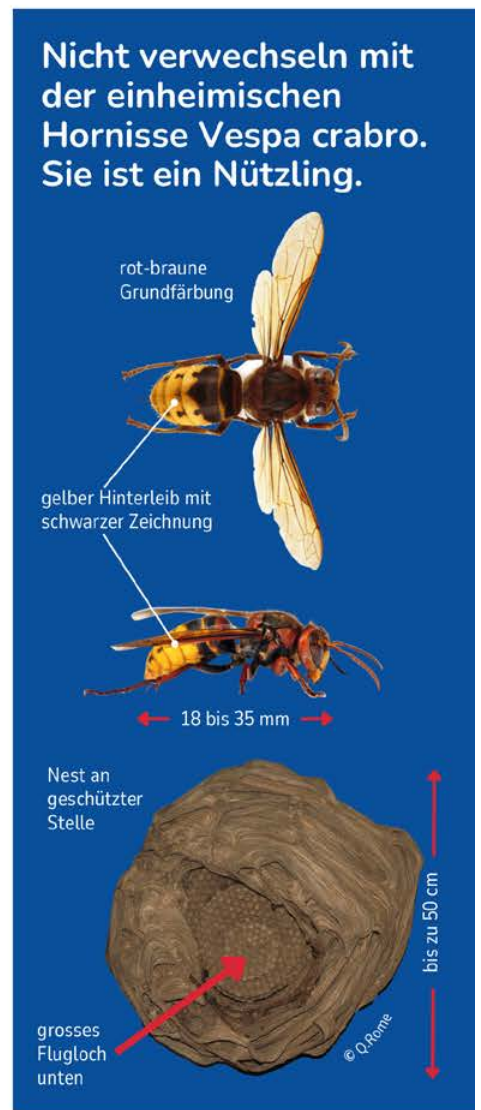 Nicht verwechseln mit
der einheimischen
Hornisse Vespa crabro.
Sie ist ein Nützling.
rot-braune
Grundfärbung
gelber Hinterleib mit
schwarzer Zeichnung
18 bis 35 mm
Nest an
geschützter
Stelle
bis zu 50 cm
grosses
Flugloch
unten
© Q.Rome